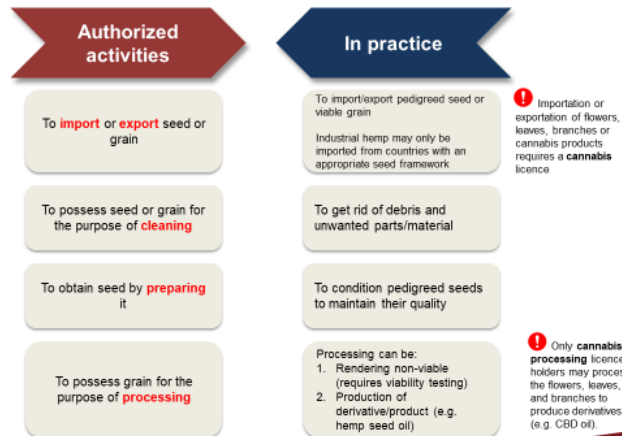 Authorized
activities
In practice
To import or export seed or
grain
To import/export pedigreed seed or
viable grain
Industrial hemp may only be
imported from countries with an
appropriate seed framework
! Importation or
exportation of flowers,
leaves, branches or
cannabis products
requires a cannabis
licence
To possess seed or grain for
the purpose of cleaning
To get rid of debris and
unwanted parts/material
To obtain seed by preparing
it
To condition pedigreed seeds
to maintain their quality
To possess grain for the
purpose of processing
Processing can be:
1. Rendering non-viable
(requires viability testing)
2. Production of
derivative/product (e.g.
hemp seed oil)
! Only cannabis
processing licence
holders may proces
the flowers, leaves,
and branches to
produce derivatives
(e.g. CBD oil).